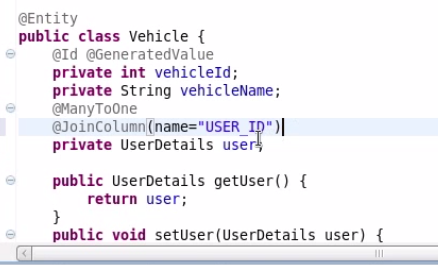 @Entity
public class Vehicle {
@Id @GeneratedValue
private int vehicleId;
private String vehicleName;
@ManyToOne
@JoinColumn(name="USER_ID")
private UserDetails user;
public UserDetails getUser() {
return user;
}
public void setUser(UserDetails user) {